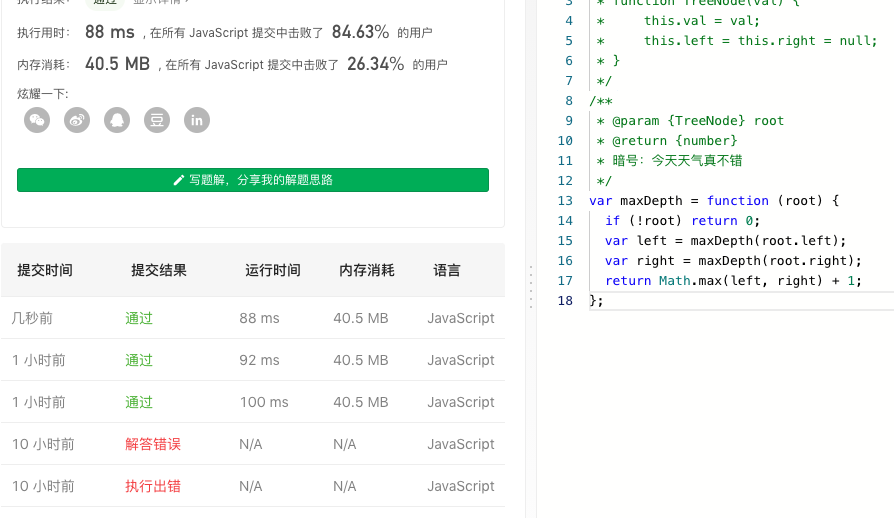 执行结果： 通过 显示详情 ›
执行用时： 88 ms , 在所有 JavaScript 提交中击败了 84.63% 的用户
内存消耗： 40.5 MB , 在所有 JavaScript 提交中击败了 26.34% 的用户
炫耀一下:
豆 in
写题解，分享我的解题思路
提交时间 提交结果 运行时间 内存消耗 语言
几秒前 通过 88 ms 40.5 MB JavaScript
1 小时前 通过 92 ms 40.5 MB JavaScript
1 小时前 通过 100 ms 40.5 MB JavaScript
10 小时前 解答错误 N/A N/A JavaScript
10 小时前 执行出错 N/A N/A JavaScript
3 * function TreeNode(val) {
4 *     this.val = val;
5 *     this.left = this.right = null;
6 * }
7 */
8 /**
9 * @param {TreeNode} root
10 * @return {number}
11 * 暗号：今天天气真不错
12 */
13 var maxDepth = function (root) {
14   if (!root) return 0;
15   var left = maxDepth(root.left);
16   var right = maxDepth(root.right);
17   return Math.max(left, right) + 1;
18 };